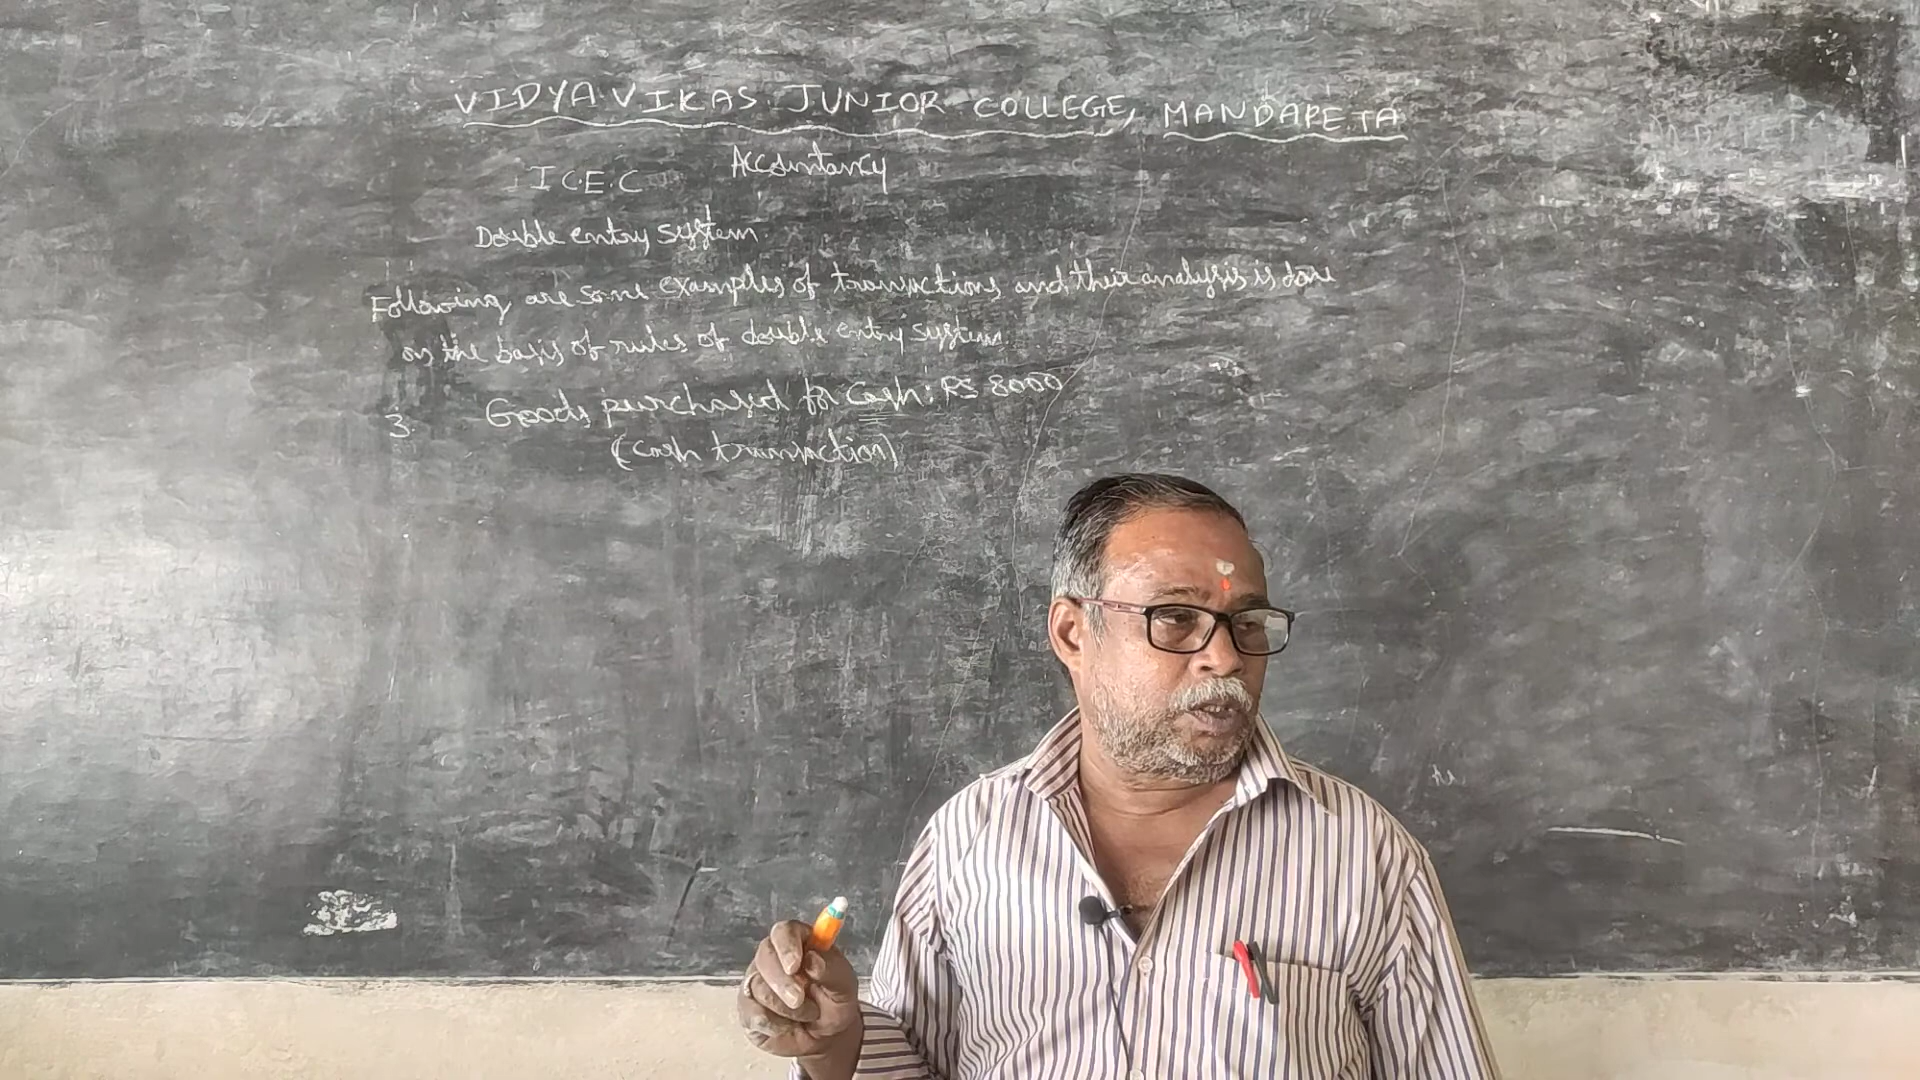 VIDYA VIKAS JUNIOR COLLEGE, MANDAPETA
I C.E.C Accountancy
Double entry system
Following are some examples of transactions and their analysis is done
on the basis of rules of double entry system.
3. Goods purchased for Cash: RS 8000
(Cash transaction)